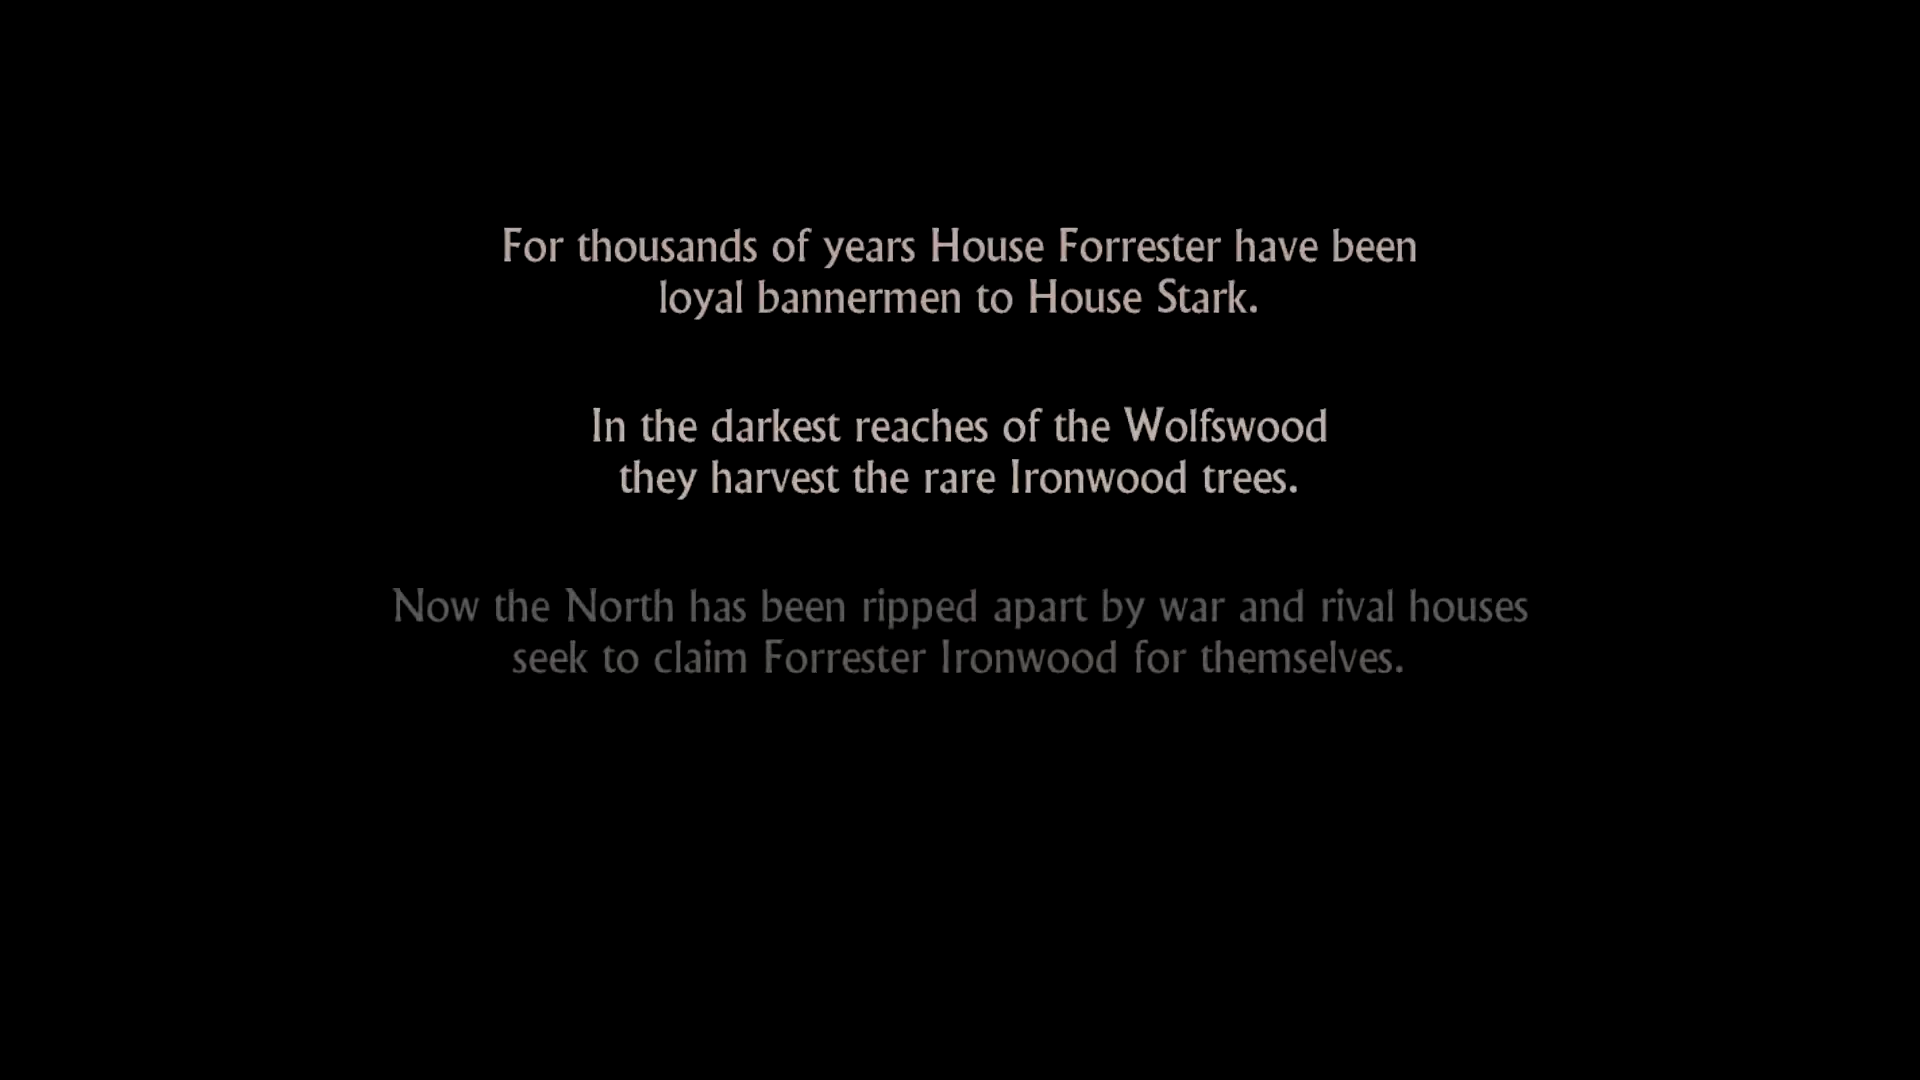 For thousands of years House Forrester have been
loyal bannermen to House Stark.
In the darkest reaches of the Wolfswood
they harvest the rare Ironwood trees.
Now the North has been ripped apart by war and rival houses
seek to claim Forrester Ironwood for themselves.